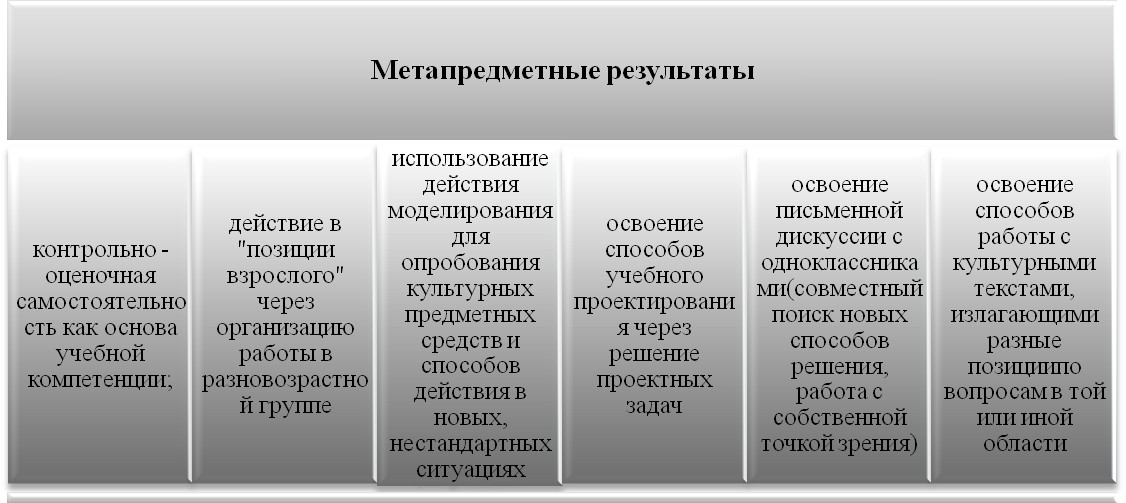 Метапредметные результаты
контрольно -
оценочная
самостоятельно
сть как основа
учебной
компетенции;
действие в
"позиции
взрослого"
через
организацию
работы в
разновозрастно
й группе
использование
действия
моделирования
для
опробования
культурных
предметных
средств и
способов
действия в
новых,
нестандартных
ситуациях
освоение
способов
учебного
проектировани
я через
решение
проектных
задач
освоение
письменной
дискуссии с
одноклассника
ми(совместный
поиск новых
способов
решения,
работа с
собственной
точкой зрения)
освоение
способов
работы с
культурными
текстами,
излагающими
разные
позициипо
вопросам в той
или иной
области